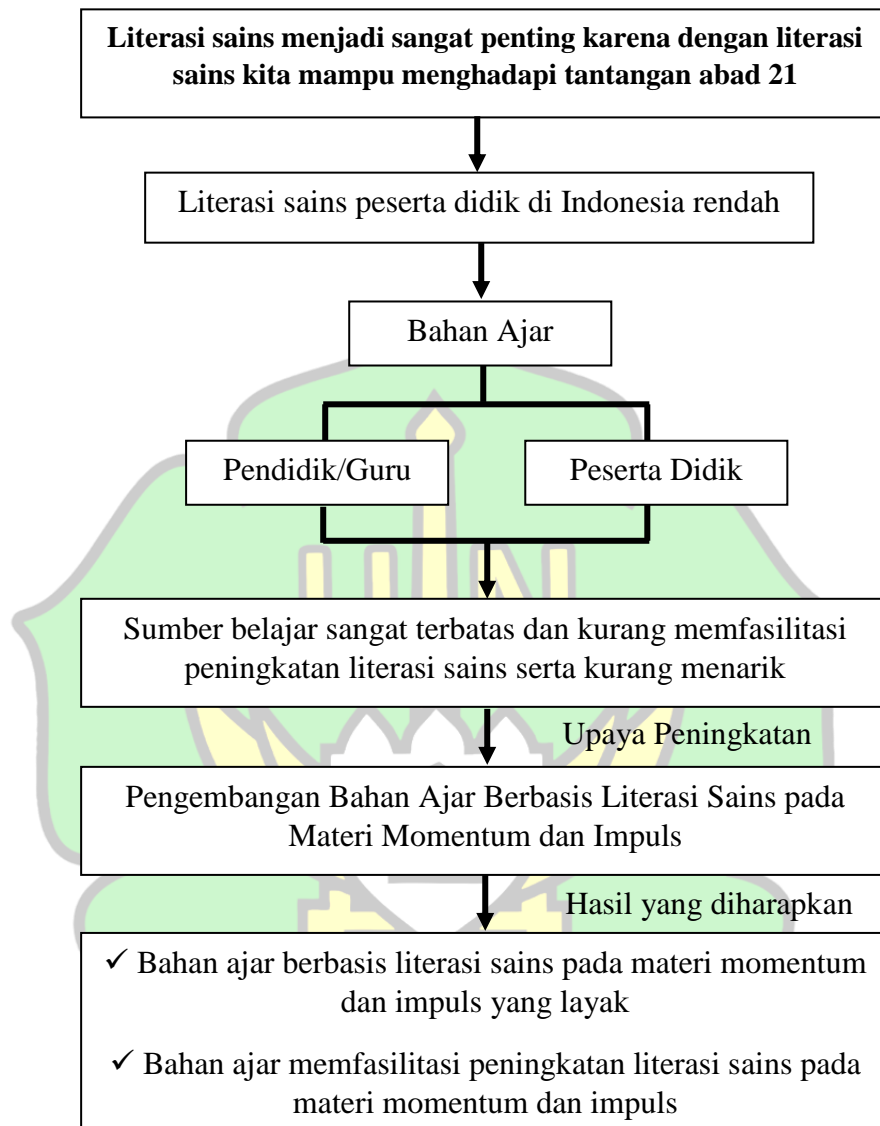 Literasi sains menjadi sangat penting karena dengan literasi
sains kita mampu menghadapi tantangan abad 21
Literasi sains peserta didik di Indonesia rendah
Bahan Ajar
Pendidik/Guru
Peserta Didik
UIN
Sumber belajar sangat terbatas dan kurang memfasilitasi
peningkatan literasi sains serta kurang menarik
Upaya Peningkatan
Pengembangan Bahan Ajar Berbasis Literasi Sains pada
Materi Momentum dan Impuls
Hasil yang diharapkan
✓ Bahan ajar berbasis literasi sains pada materi momentum
dan impuls yang layak
✓ Bahan ajar memfasilitasi peningkatan literasi sains pada
materi momentum dan impuls